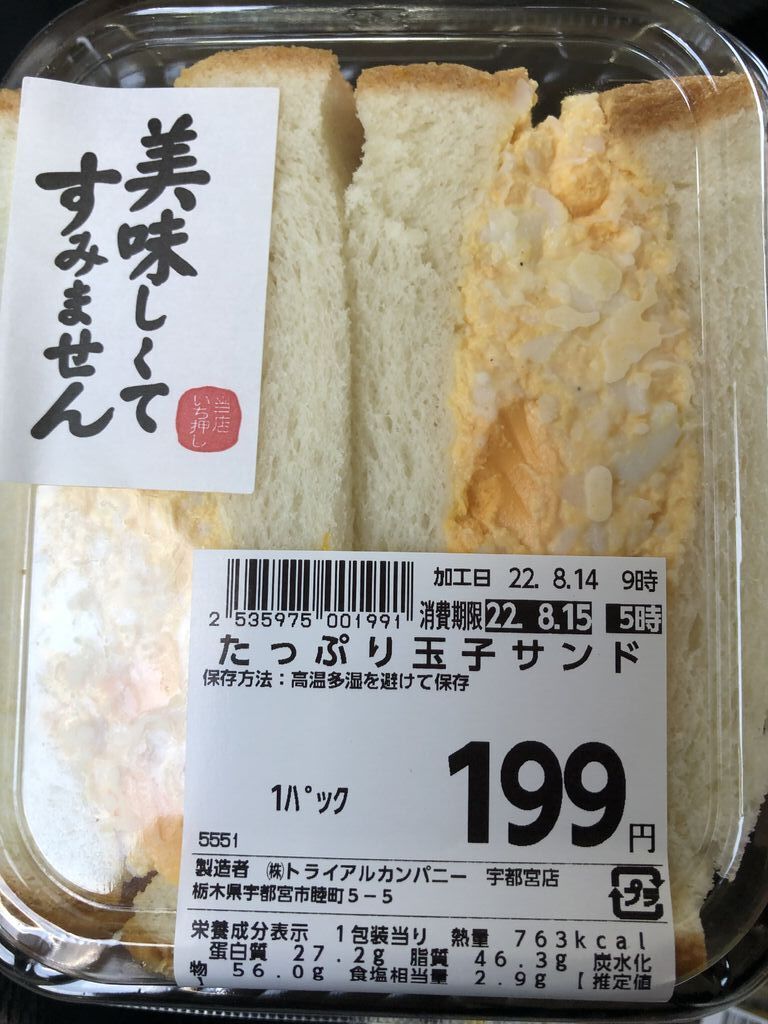 美味しくて
すみません
当店
いち押し
加工日 22. 8.14 9時
2 535975 001991
消費期限 22. 8.15 5時
たっぷり玉子サンド
保存方法：高温多湿を避けて保存
1パック
199円
5551
製造者 ㈱トライアルカンパニー 宇都宮店
栃木県宇都宮市睦町5-5
プラ
栄養成分表示 1包装当り 熱量 763kcal
蛋白質 27.2g 脂質 46.3g 炭水化
物 56.0g 食塩相当量 2.9g [推定値
]